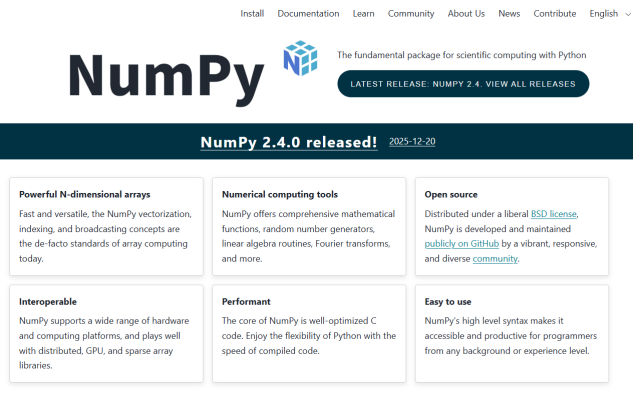 Install Documentation Learn Community About Us News Contribute English
NumPy
The fundamental package for scientific computing with Python
LATEST RELEASE: NUMPY 2.4. VIEW ALL RELEASES
NumPy 2.4.0 released! 2025-12-20
Powerful N-dimensional arrays
Fast and versatile, the NumPy vectorization,
indexing, and broadcasting concepts are
the de-facto standards of array computing
today.
Numerical computing tools
NumPy offers comprehensive mathematical
functions, random number generators,
linear algebra routines, Fourier transforms,
and more.
Open source
Distributed under a liberal BSD license,
NumPy is developed and maintained
publicly on GitHub by a vibrant, responsive,
and diverse community.
Interoperable
NumPy supports a wide range of hardware
and computing platforms, and plays well
with distributed, GPU, and sparse array
libraries.
Performant
The core of NumPy is well-optimized C
code. Enjoy the flexibility of Python with the
speed of compiled code.
Easy to use
NumPy's high level syntax makes it
accessible and productive for programmers
from any background or experience level.